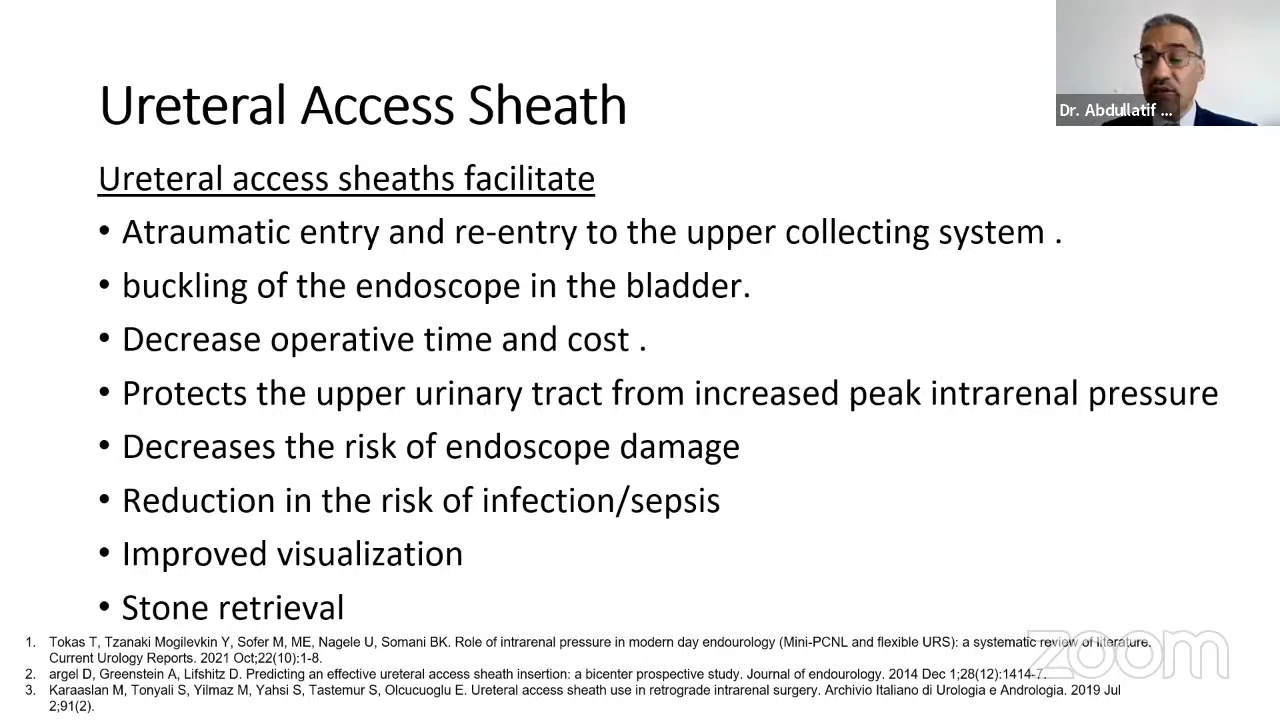 Ureteral Access Sheath
Dr. Abdullatif ...
Ureteral access sheaths facilitate
• Atraumatic entry and re-entry to the upper collecting system .
• buckling of the endoscope in the bladder.
• Decrease operative time and cost .
• Protects the upper urinary tract from increased peak intrarenal pressure
• Decreases the risk of endoscope damage
• Reduction in the risk of infection/sepsis
• Improved visualization
• Stone retrieval
1. Tokas T, Tzanaki Mogilevkin Y, Sofer M, ME, Nagele U, Somani BK. Role of intrarenal pressure in modern day endourology (Mini-PCNL and flexible URS): a systematic review of literature.
Current Urology Reports. 2021 Oct;22(10):1-8.
2. argel D, Greenstein A, Lifshitz D. Predicting an effective ureteral access sheath insertion: a bicenter prospective study. Journal of endourology. 2014 Dec 1;28(12):1414-7.
3. Karaaslan M, Tonyali S, Yilmaz M, Yahsi S, Tastemur S, Olcucuoglu E. Ureteral access sheath use in retrograde intrarenal surgery. Archivio Italiano di Urologia e Andrologia. 2019 Jul
2;91(2).
zoom